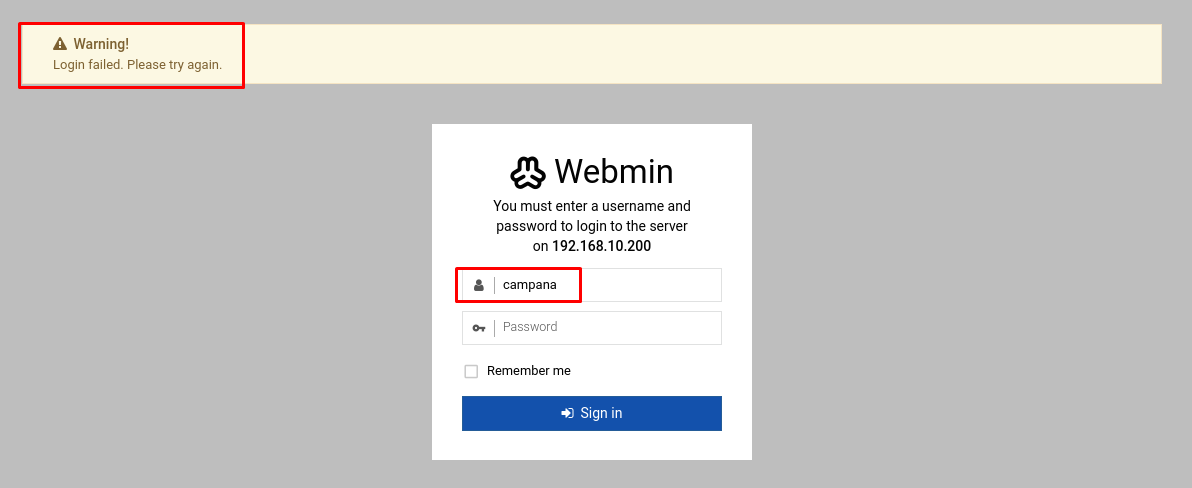 Warning!
Login failed. Please try again.
Webmin
You must enter a username and
password to login to the server
on 192.168.10.200
campana
Password
Remember me
Sign in